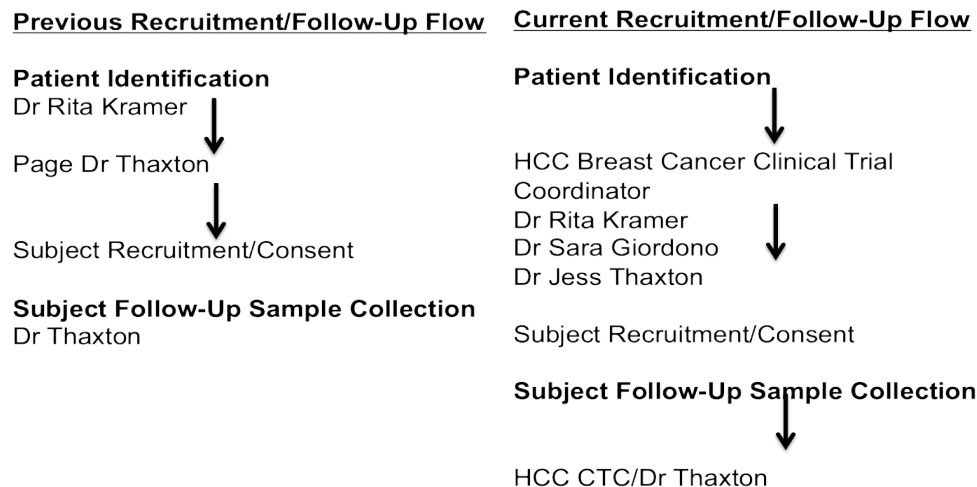 Previous Recruitment/Follow-Up Flow
Patient Identification
Dr Rita Kramer
Page Dr Thaxton
Subject Recruitment/Consent
Subject Follow-Up Sample Collection
Dr Thaxton
Current Recruitment/Follow-Up Flow
Patient Identification
HCC Breast Cancer Clinical Trial
Coordinator
Dr Rita Kramer
Dr Sara Giordono
Dr Jess Thaxton
Subject Recruitment/Consent
Subject Follow-Up Sample Collection
HCC CTC/Dr Thaxton